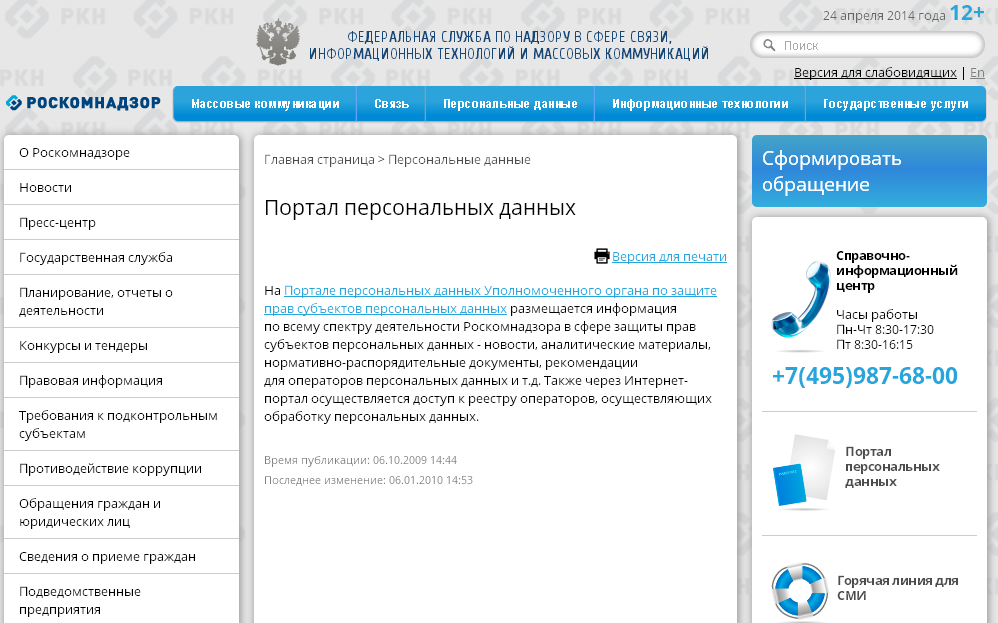 24 апреля 2014 года 12+
ФЕДЕРАЛЬНАЯ СЛУЖБА ПО НАДЗОРУ В СФЕРЕ СВЯЗИ,
ИНФОРМАЦИОННЫХ ТЕХНОЛОГИЙ И МАССОВЫХ КОММУНИКАЦИЙ
Поиск
Версия для слабовидящих | En
РОСКОМНАДЗОР
Массовые коммуникации
Связь
Персональные данные
Информационные технологии
Государственные услуги
О Роскомнадзоре
Новости
Пресс-центр
Государственная служба
Планирование, отчеты о
деятельности
Конкурсы и тендеры
Правовая информация
Требования к подконтрольным
субъектам
Противодействие коррупции
Обращения граждан и
юридических лиц
Сведения о приеме граждан
Подведомственные
предприятия
Главная страница > Персональные данные
Портал персональных данных
Версия для печати
На Портале персональных данных Уполномоченного органа по защите
прав субъектов персональных данных размещается информация
по всему спектру деятельности Роскомнадзора в сфере защиты прав
субъектов персональных данных - новости, аналитические материалы,
нормативно-распорядительные документы, рекомендации
для операторов персональных данных и т.д. Также через Интернет-
портал осуществляется доступ к реестру операторов, осуществляющих
обработку персональных данных.
Время публикации: 06.10.2009 14:44
Последнее изменение: 06.01.2010 14:53
Сформировать
обращение
Справочно-
информационный
центр
Часы работы
Пн-Чт 8:30-17:30
Пт 8:30-16:15
+7(495)987-68-00
Портал
персональных
данных
Горячая линия для
СМИ